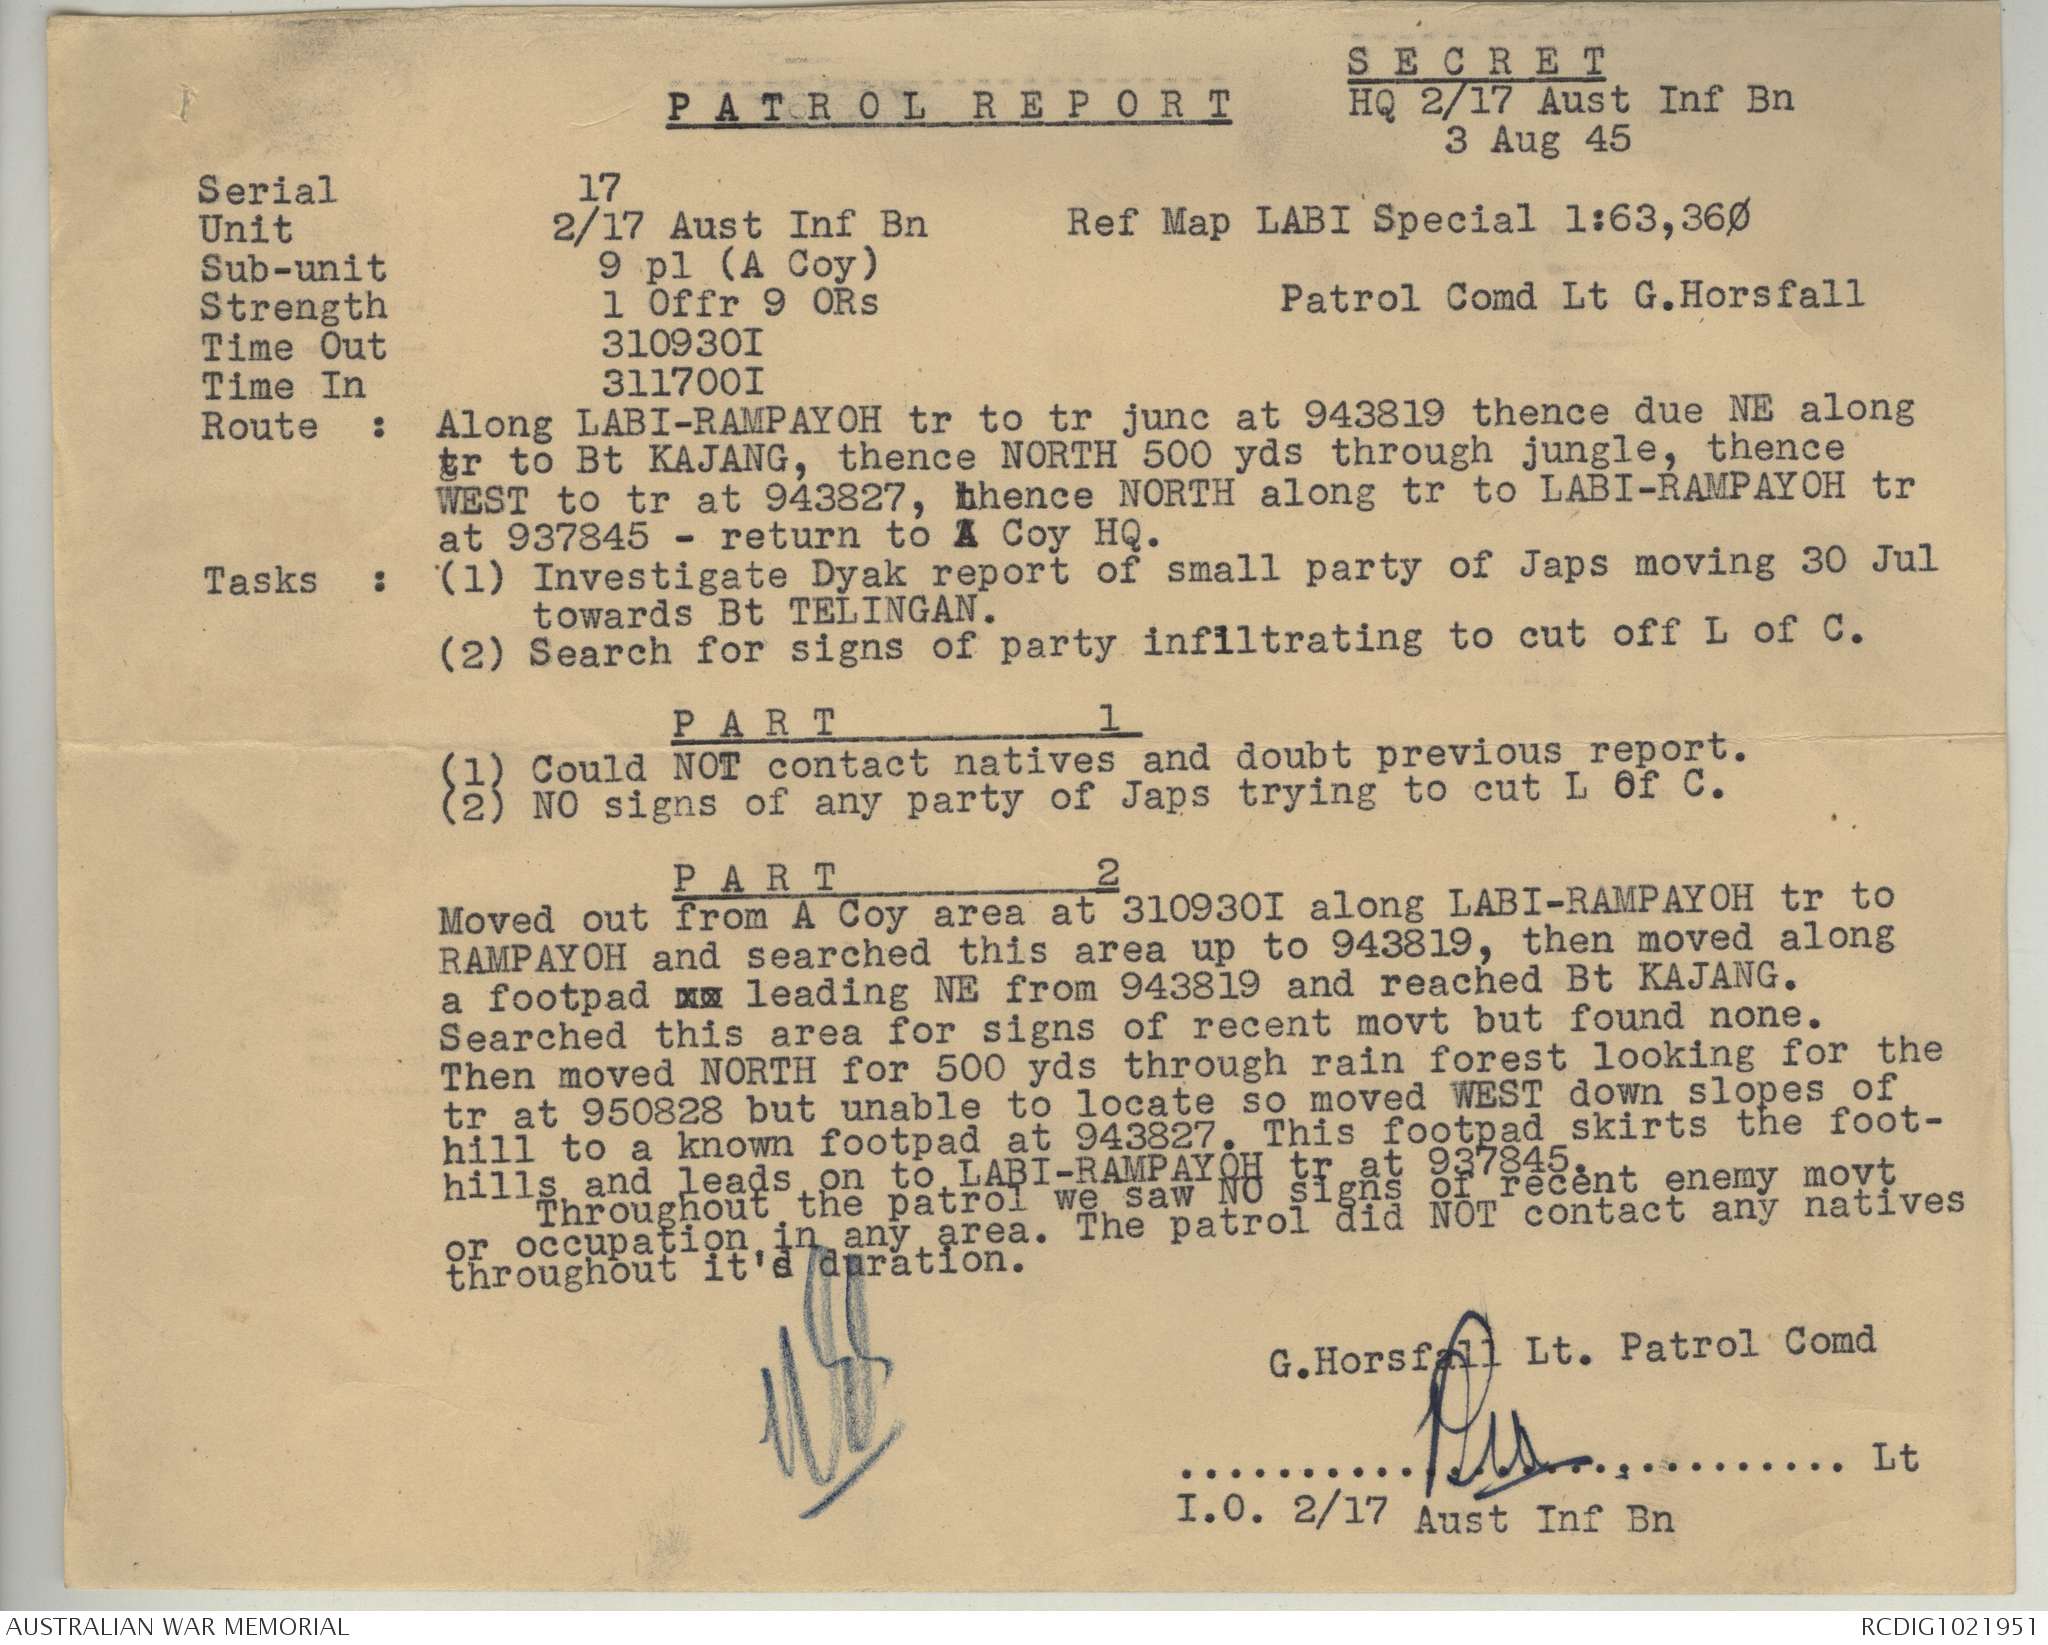 SECRET
PATROL REPORT
HQ 2/17 Aust Inf Bn
3 Aug 45
Serial 17
Unit 2/17 Aust Inf Bn Ref Map LABI Special 1:63,360
Sub-unit 9 pl (A Coy)
Strength 1 Offr 9 ORs Patrol Comd Lt G.Horsfall
Time Out 310930I
Time In 311700I
Route : Along LABI-RAMPAYOH tr to tr junc at 943819 thence due NE along
tr to Bt KAJANG, thence NORTH 500 yds through jungle, thence
WEST to tr at 943827, thence NORTH along tr to LABI-RAMPAYOH tr
at 937845 - return to A Coy HQ.
Tasks : (1) Investigate Dyak report of small party of Japs moving 30 Jul
towards Bt TELINGAN.
(2) Search for signs of party infiltrating to cut off L of C.
PART 1
(1) Could NOT contact natives and doubt previous report.
(2) NO signs of any party of Japs trying to cut L Of C.
PART 2
Moved out from A Coy area at 310930I along LABI-RAMPAYOH tr to
RAMPAYOH and searched this area up to 943819, then moved along
a footpad xx leading NE from 943819 and reached Bt KAJANG.
Searched this area for signs of recent movt but found none.
Then moved NORTH for 500 yds through rain forest looking for the
tr at 950828 but unable to locate so moved WEST down slopes of
hill to a known footpad at 943827. This footpad skirts the foot-
hills and leads on to LABI-RAMPAYOH tr at 937845.
Throughout the patrol we saw NO signs of recent enemy movt
or occupation in any area. The patrol did NOT contact any natives
throughout it's duration.
G.Horsfall Lt. Patrol Comd
.......................... Lt
I.O. 2/17 Aust Inf Bn
AUSTRALIAN WAR MEMORIAL RCDIG1021951